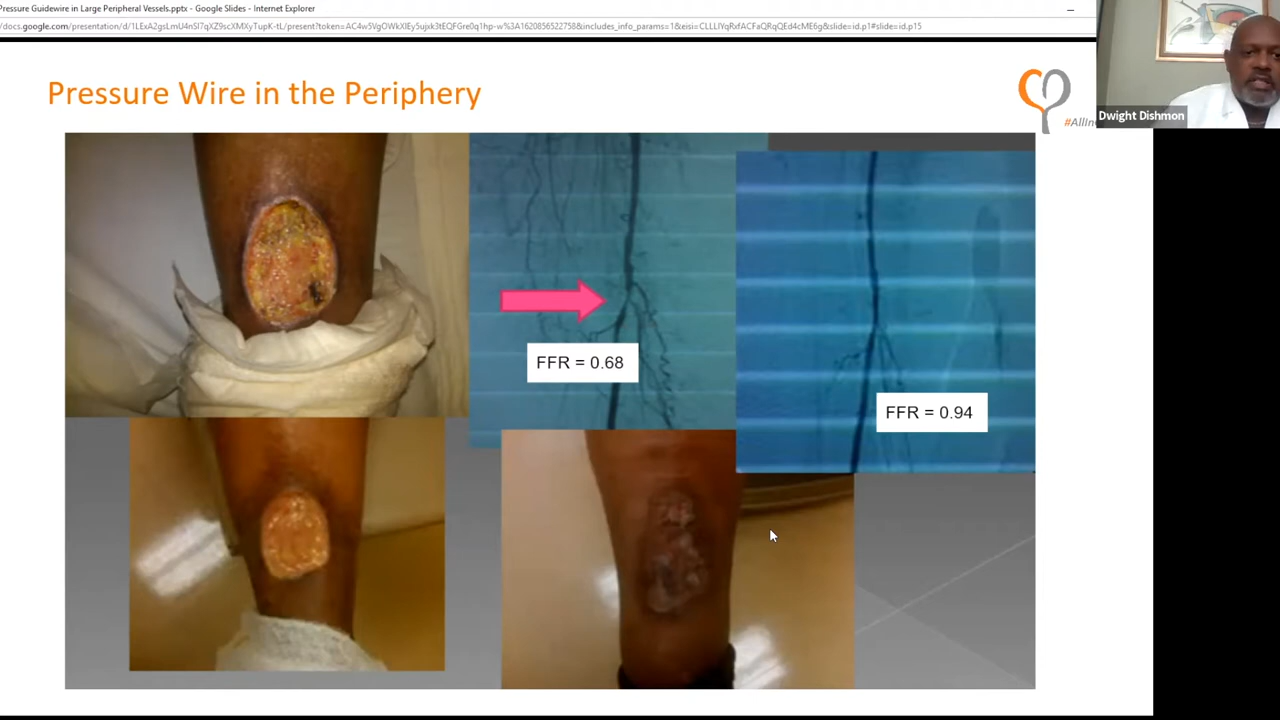 Pressure Guidewire in Large Peripheral Vessels.pptx - Google Slides - Internet Explorer
Pressure Wire in the Periphery
#AllIn
Dwight Dishmon
FFR = 0.68
FFR = 0.94